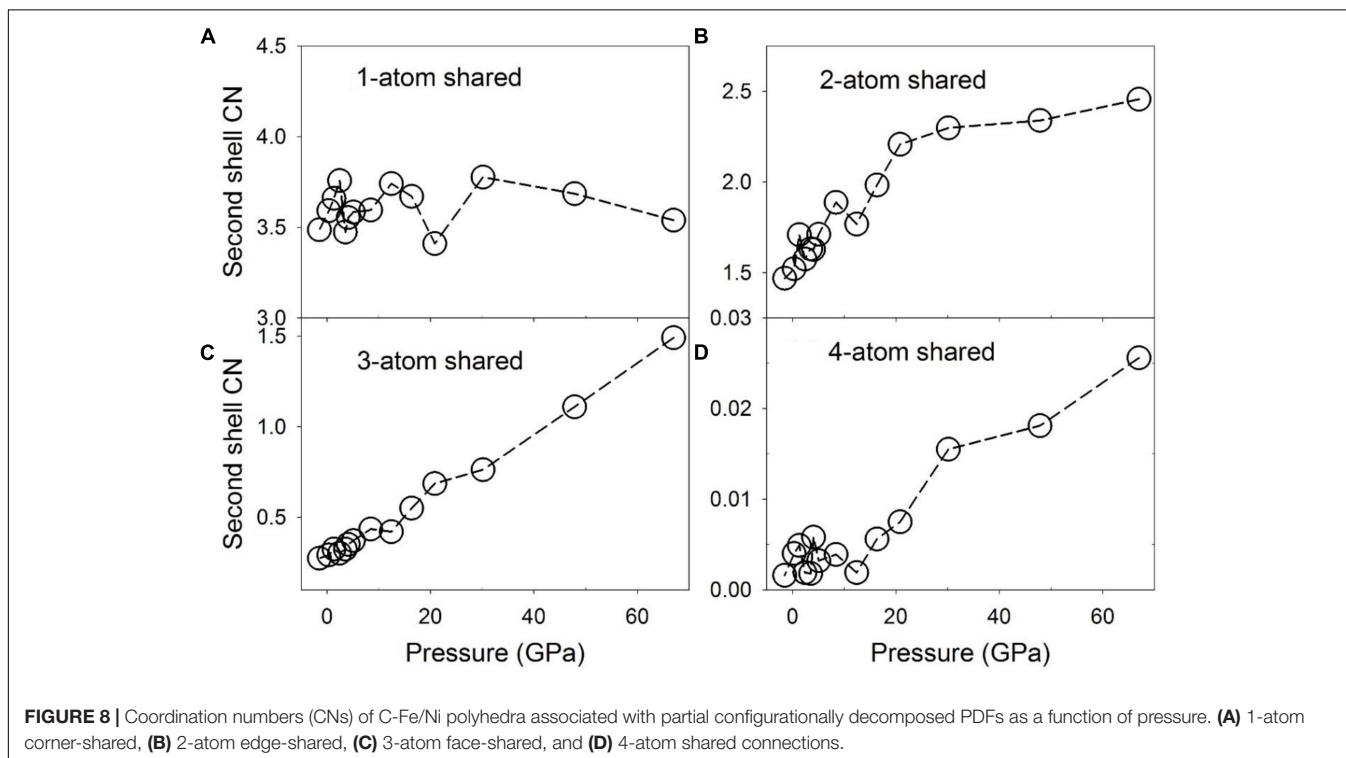 A
B
4.5
4.0
3.5
3.0
Second shell CN
1-atom shared
2.5
2.0
1.5
0.03
2-atom shared
C
D
1.5
1.0
0.5
Second shell CN
3-atom shared
0.02
0.01
0.00
4-atom shared
0 20 40 60
0 20 40 60
Pressure (GPa)
Pressure (GPa)
FIGURE 8 | Coordination numbers (CNs) of C-Fe/Ni polyhedra associated with partial configurationally decomposed PDFs as a function of pressure. (A) 1-atom
corner-shared, (B) 2-atom edge-shared, (C) 3-atom face-shared, and (D) 4-atom shared connections.